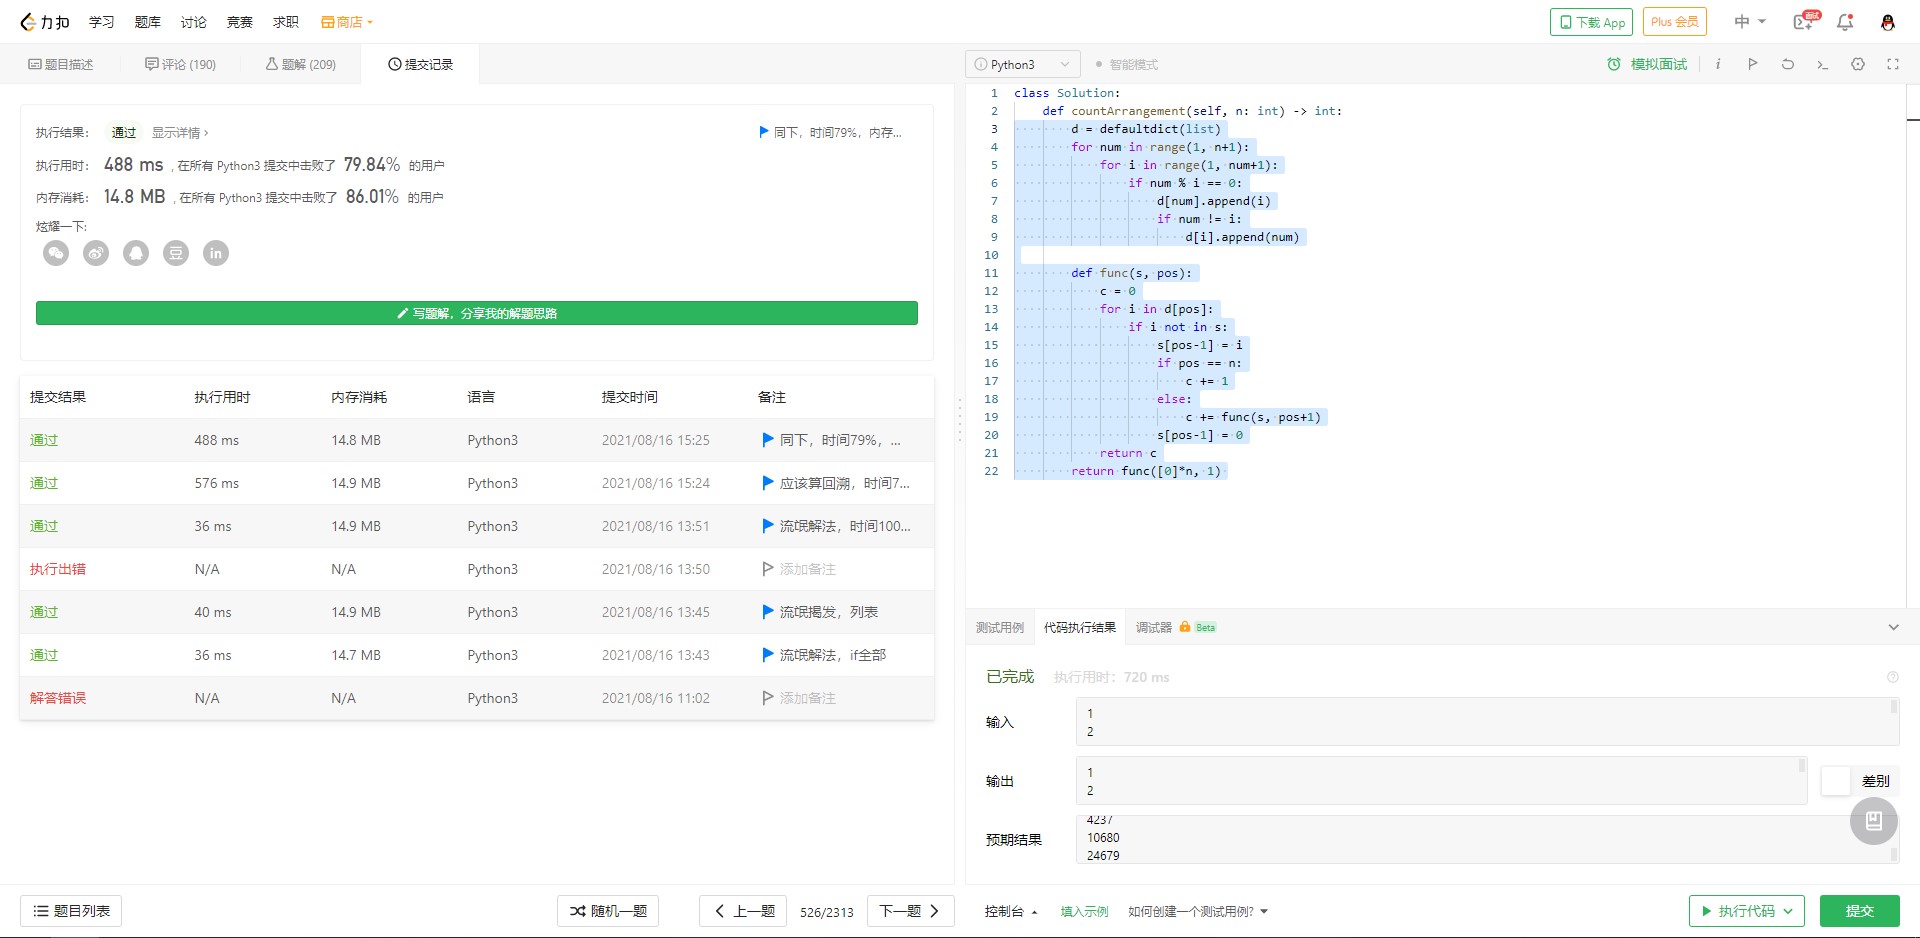 力扣 学习 题库 讨论 竞赛 求职 商店 下载 App Plus 会员 中 面试
题目描述 评论 (190) 题解 (209) 提交记录
执行结果： 通过 显示详情 › 同下，时间79%，内存...
执行用时： 488 ms , 在所有 Python3 提交中击败了 79.84% 的用户
内存消耗： 14.8 MB , 在所有 Python3 提交中击败了 86.01% 的用户
炫耀一下:
豆 in
写题解，分享我的解题思路
提交结果 执行用时 内存消耗 语言 提交时间 备注
通过 488 ms 14.8 MB Python3 2021/08/16 15:25 同下，时间79%，...
通过 576 ms 14.9 MB Python3 2021/08/16 15:24 应该算回溯，时间7...
通过 36 ms 14.9 MB Python3 2021/08/16 13:51 流氓解法，时间100...
执行出错 N/A N/A Python3 2021/08/16 13:50 添加备注
通过 40 ms 14.9 MB Python3 2021/08/16 13:45 流氓揭发，列表
通过 36 ms 14.7 MB Python3 2021/08/16 13:43 流氓解法，if全部
解答错误 N/A N/A Python3 2021/08/16 11:02 添加备注
题目列表 随机一题 上一题 526/2313 下一题
i Python3 智能模式 模拟面试 i
1 class Solution:
2     def countArrangement(self, n: int) -> int:
3         d = defaultdict(list)
4         for num in range(1, n+1):
5             for i in range(1, num+1):
6                 if num % i == 0:
7                     d[num].append(i)
8                     if num != i:
9                         d[i].append(num)
10
11         def func(s, pos):
12             c = 0
13             for i in d[pos]:
14                 if i not in s:
15                     s[pos-1] = i
16                     if pos == n:
17                         c += 1
18                     else:
19                         c += func(s, pos+1)
20                     s[pos-1] = 0
21             return c
22         return func([0]*n, 1)
测试用例 代码执行结果 调试器 Beta
已完成 执行用时：720 ms
输入
1
2
输出
1
2
差别
预期结果
4237
10680
24679
控制台 填入示例 如何创建一个测试用例? 执行代码 提交